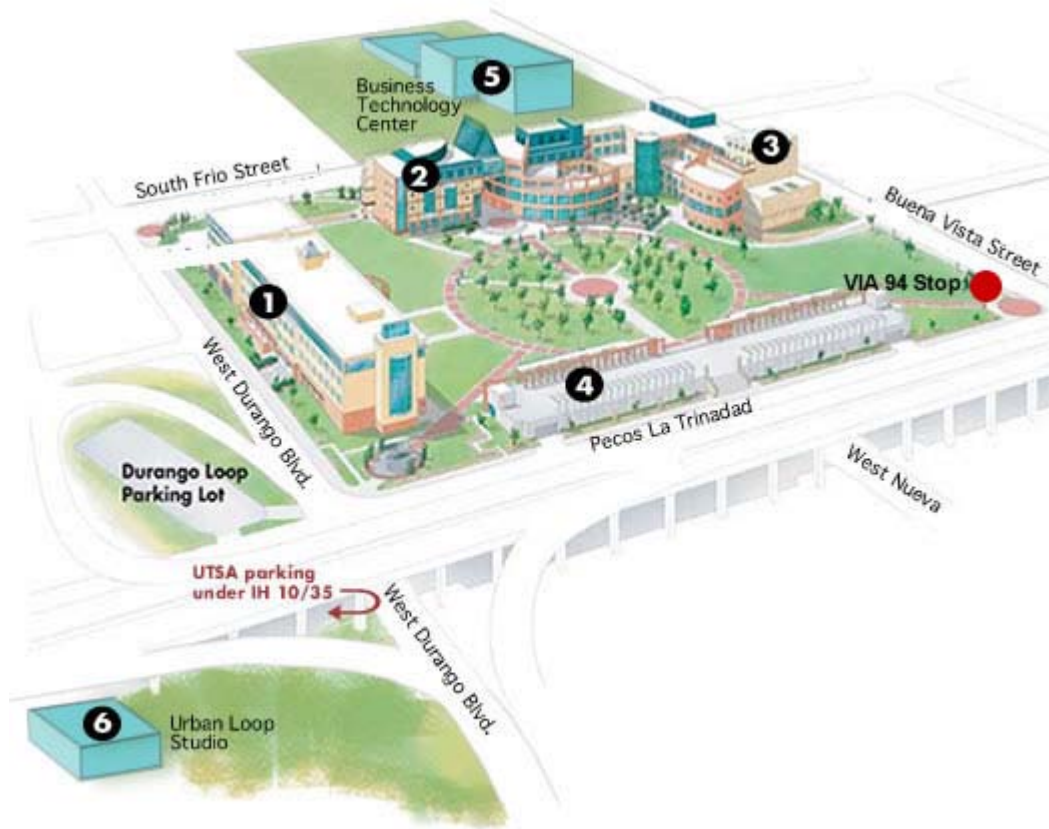 5
Business
Technology
Center
3
2
South Frio Street
Buena Vista Street
VIA 94 Stop
1
West Durango Blvd.
4
Pecos La Trinadad
West Nueva
Durango Loop
Parking Lot
UTSA parking
under IH 10/35
West Durango Blvd.
6
Urban Loop
Studio